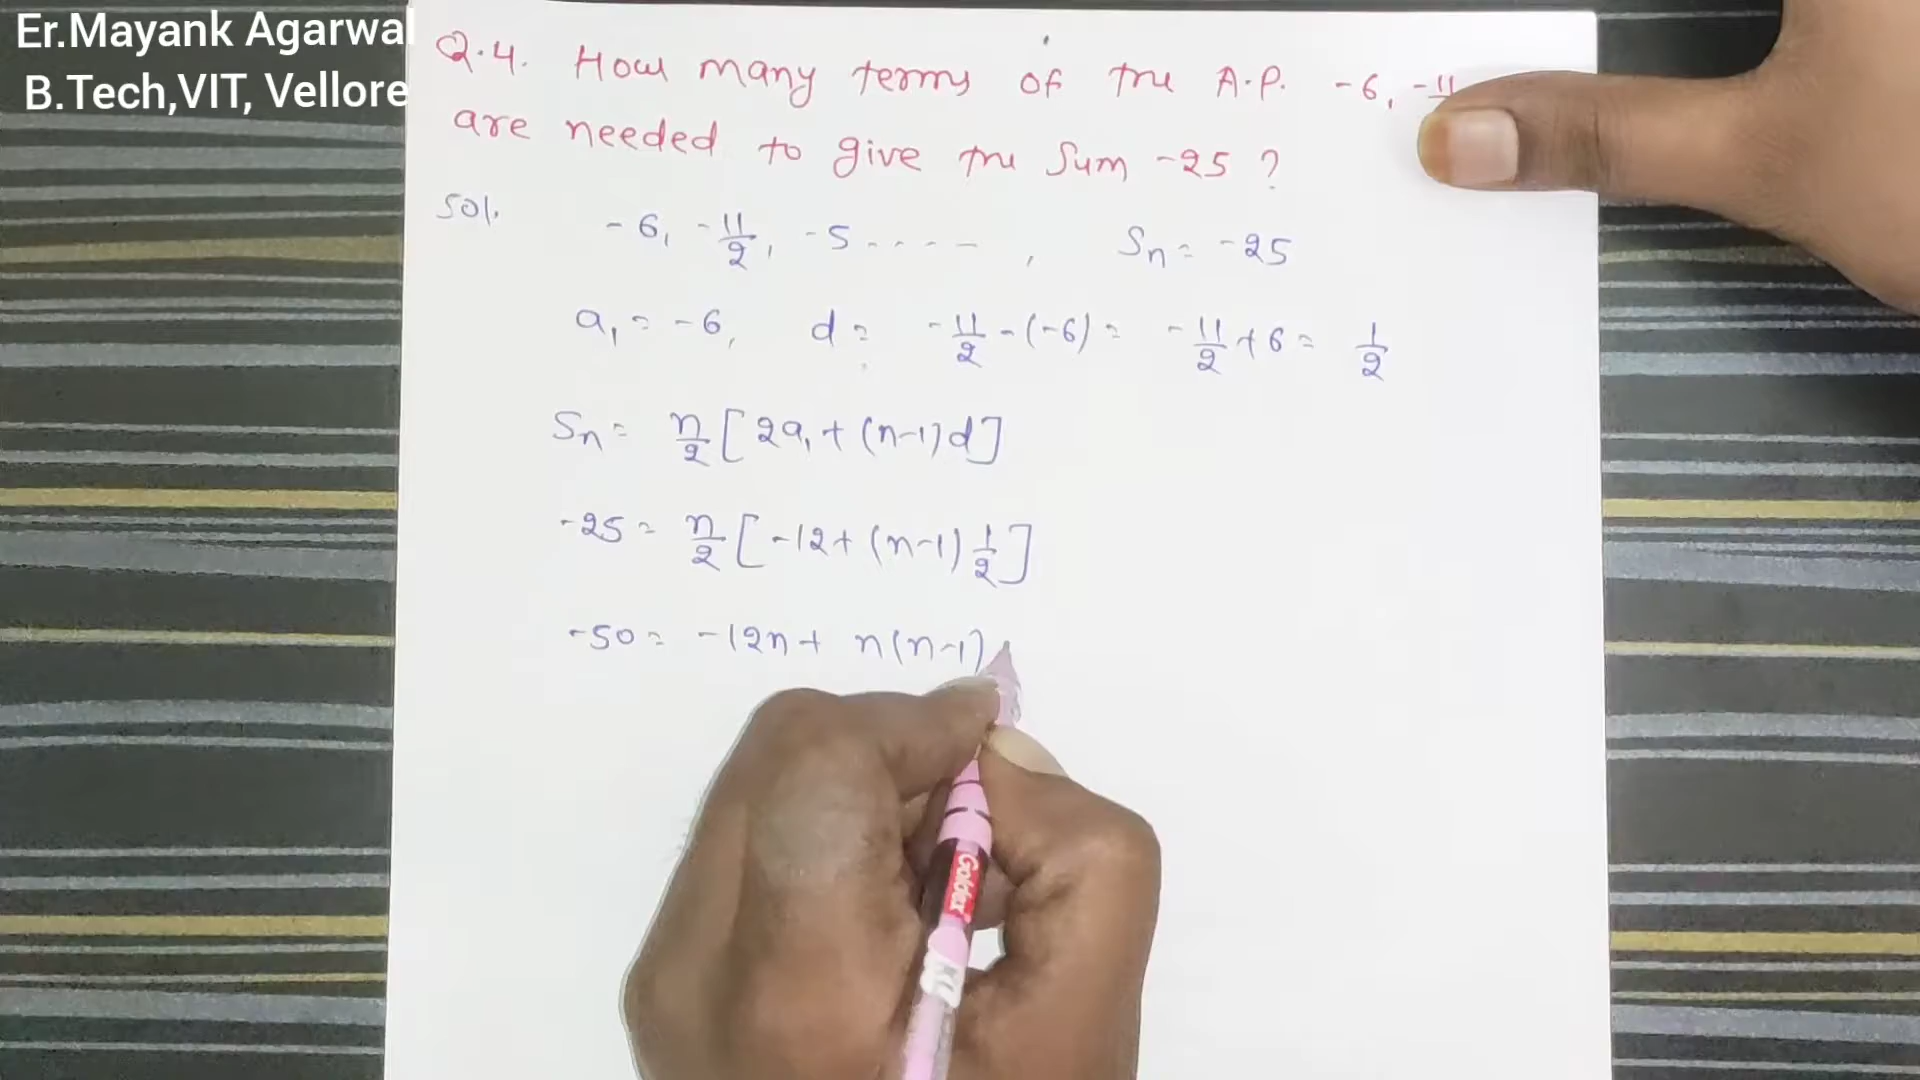 Er.Mayank Agarwal
B.Tech,VIT, Vellore
Q.4. How many terms of the A.P. -6, -11
are needed to give the sum -25 ?
Sol.
-6, -11/2, -5 - - - - , Sn = -25
a₁ = -6, d = -11/2 - (-6) = -11/2 + 6 = 1/2
Sn = n/2 [2a₁ + (n-1)d]
-25 = n/2 [-12 + (n-1) 1/2]
-50 = -12n + n(n-1)
Goldex